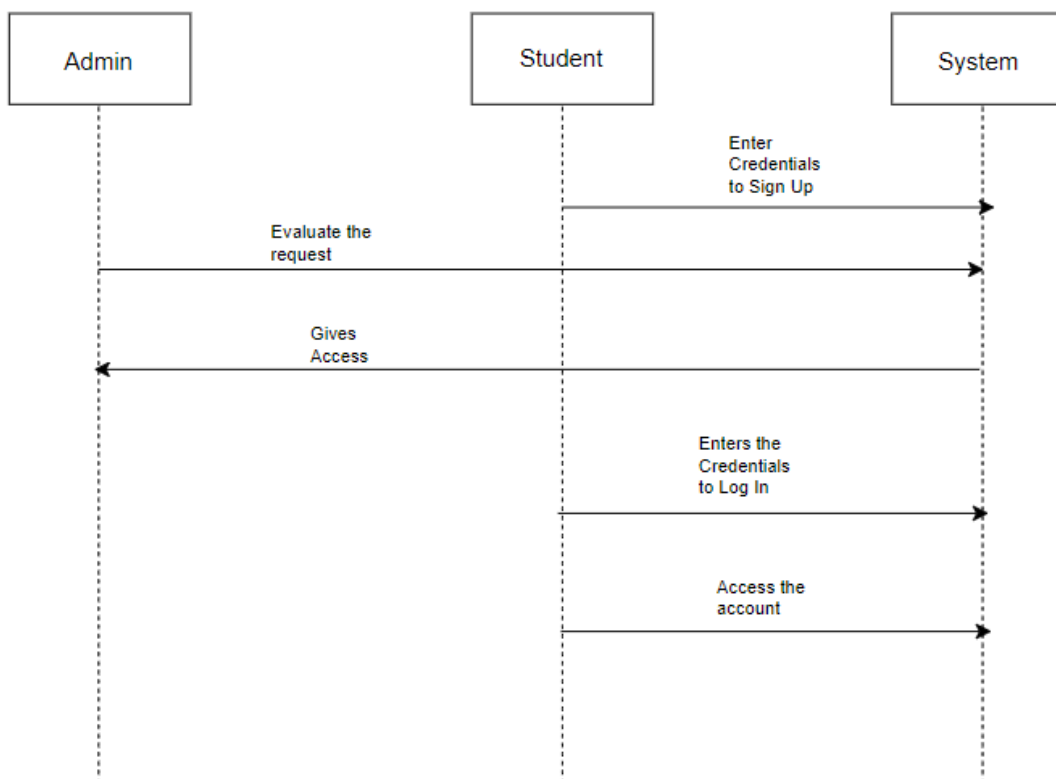 Admin
Student
System
Enter
Credentials
to Sign Up
Evaluate the
request
Gives
Access
Enters the
Credentials
to Log In
Access the
account